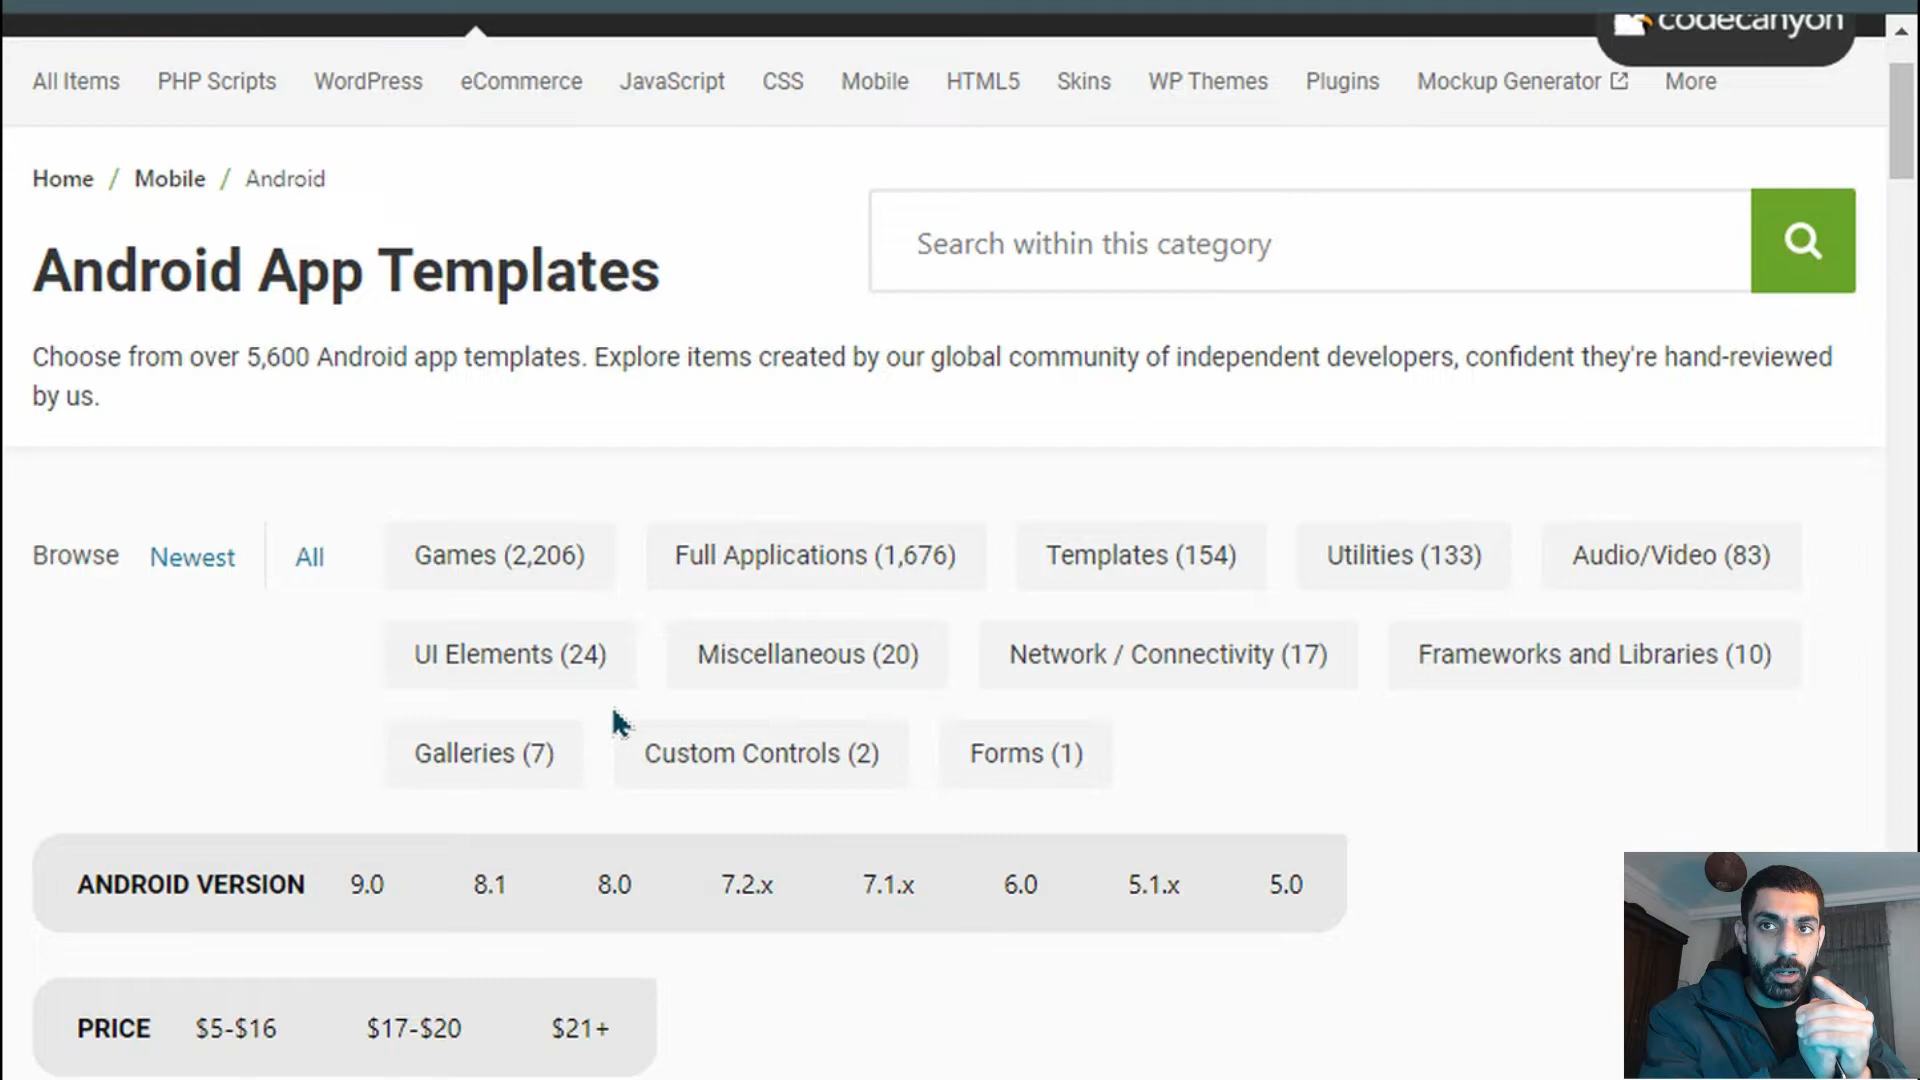 codecanyon
All Items PHP Scripts WordPress eCommerce JavaScript CSS Mobile HTML5 Skins WP Themes Plugins Mockup Generator More
Home / Mobile / Android
Search within this category
Android App Templates
Choose from over 5,600 Android app templates. Explore items created by our global community of independent developers, confident they're hand-reviewed
by us.
Browse Newest All Games (2,206) Full Applications (1,676) Templates (154) Utilities (133) Audio/Video (83)
UI Elements (24) Miscellaneous (20) Network / Connectivity (17) Frameworks and Libraries (10)
Galleries (7) Custom Controls (2) Forms (1)
ANDROID VERSION 9.0 8.1 8.0 7.2.x 7.1.x 6.0 5.1.x 5.0
PRICE $5-$16 $17-$20 $21+